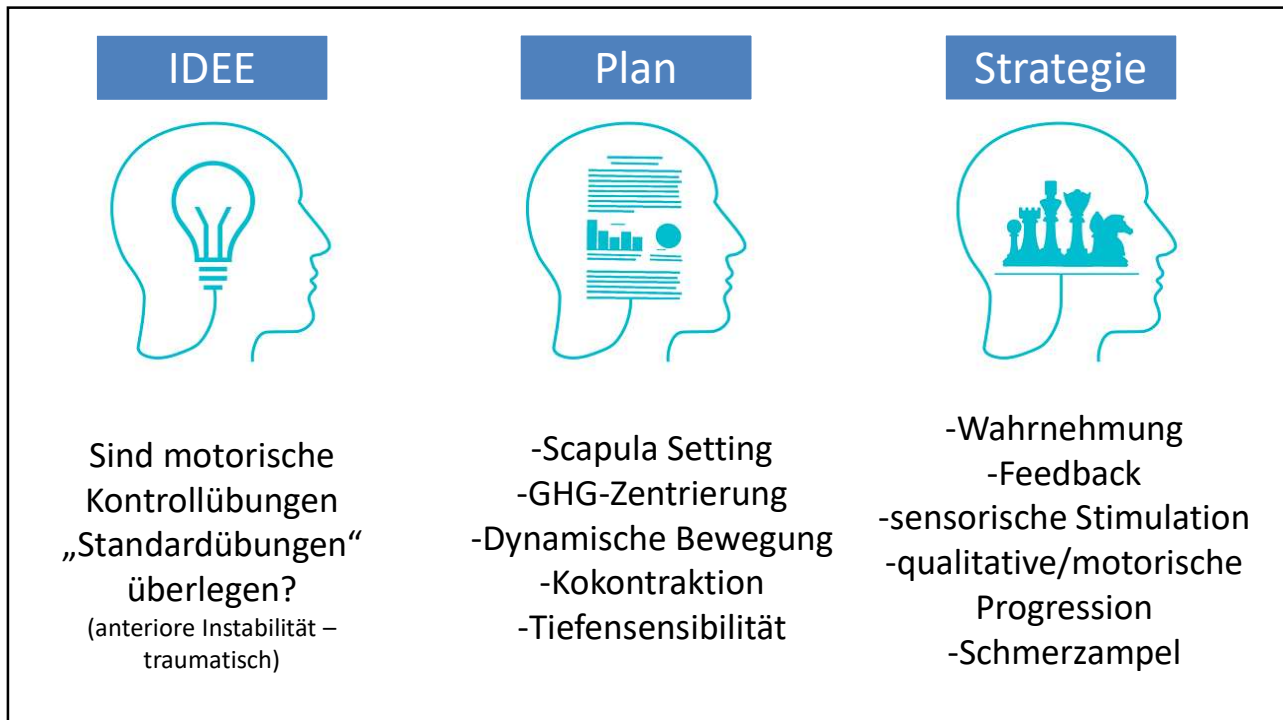 IDEE
Sind motorische
Kontrollübungen
„Standardübungen“
überlegen?
(anteriore Instabilität –
traumatisch)
Plan
-Scapula Setting
-GHG-Zentrierung
-Dynamische Bewegung
-Kokontraktion
-Tiefensensibilität
Strategie
-Wahrnehmung
-Feedback
-sensorische Stimulation
-qualitative/motorische
Progression
-Schmerzampel